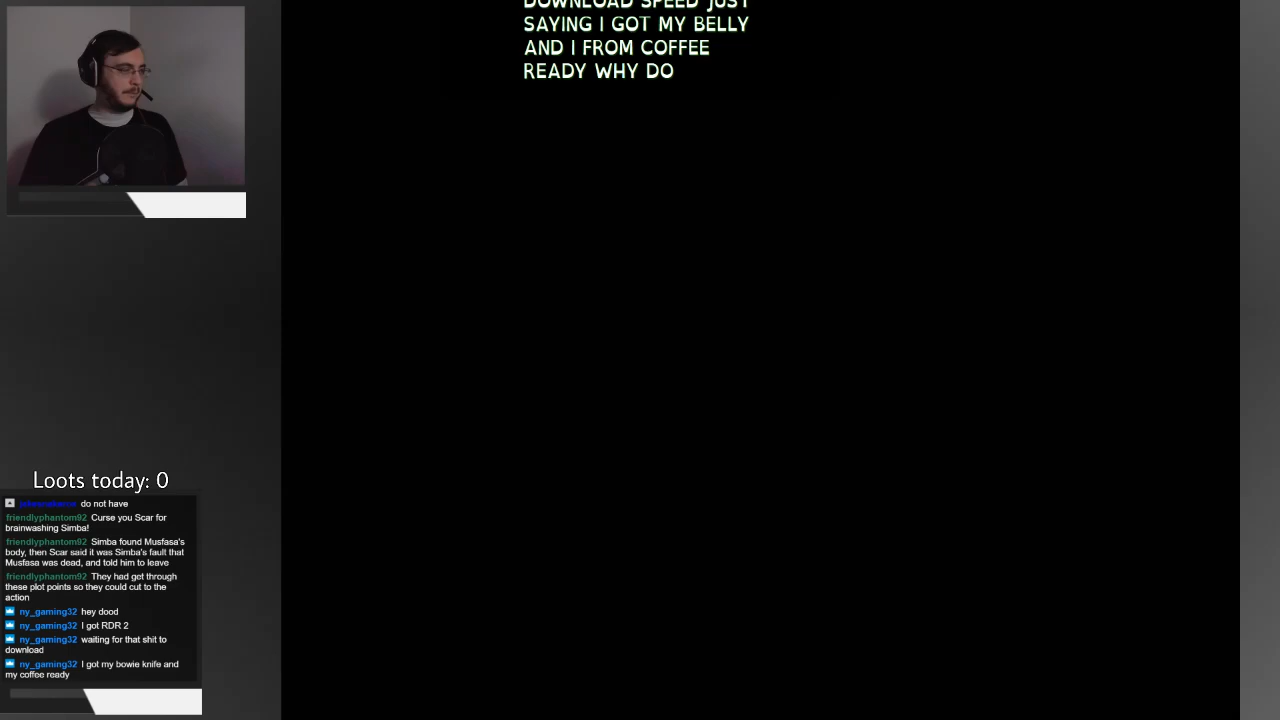 DOWNLOAD SPEED JUST
SAYING I GOT MY BELLY
AND I FROM COFFEE
READY WHY DO
Loots today: 0
do not have
friendlyphantom92 Curse you Scar for
brainwashing Simba!
friendlyphantom92 Simba found Musfasa's
body, then Scar said it was Simba's fault that
Musfasa was dead, and told him to leave
friendlyphantom92 They had get through
these plot points so they could cut to the
action
ny_gaming32 hey dood
ny_gaming32 I got RDR 2
ny_gaming32 waiting for that shit to
download
ny_gaming32 I got my bowie knife and
my coffee ready